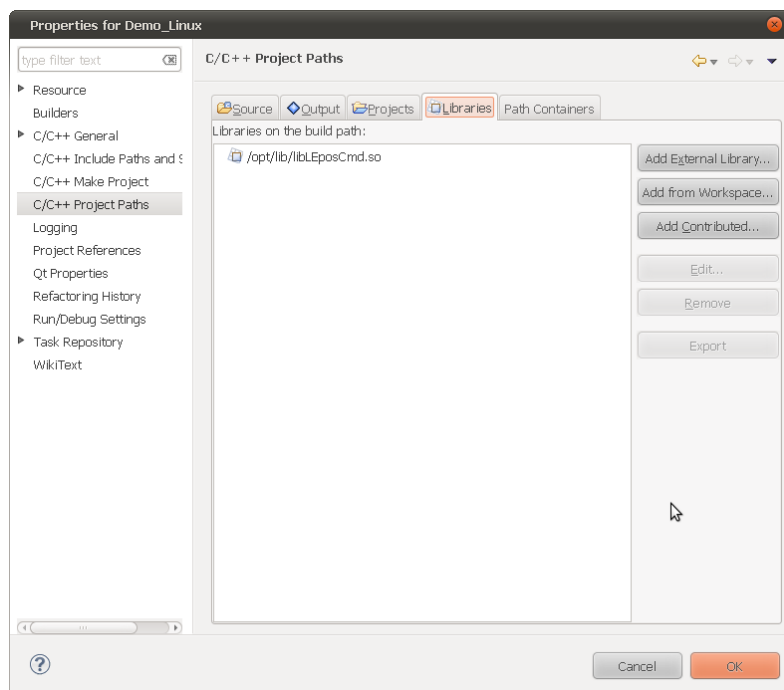 Properties for Demo_Linux
type filter text
C/C++ Project Paths
Resource
Builders
C/C++ General
C/C++ Include Paths and S
C/C++ Make Project
C/C++ Project Paths
Logging
Project References
Qt Properties
Refactoring History
Run/Debug Settings
Task Repository
WikiText
Source
Output
Projects
Libraries
Path Containers
Libraries on the build path:
/opt/lib/libLEposCmd.so
Add External Library...
Add from Workspace...
Add Contributed...
Edit...
Remove
Export
?
Cancel
OK